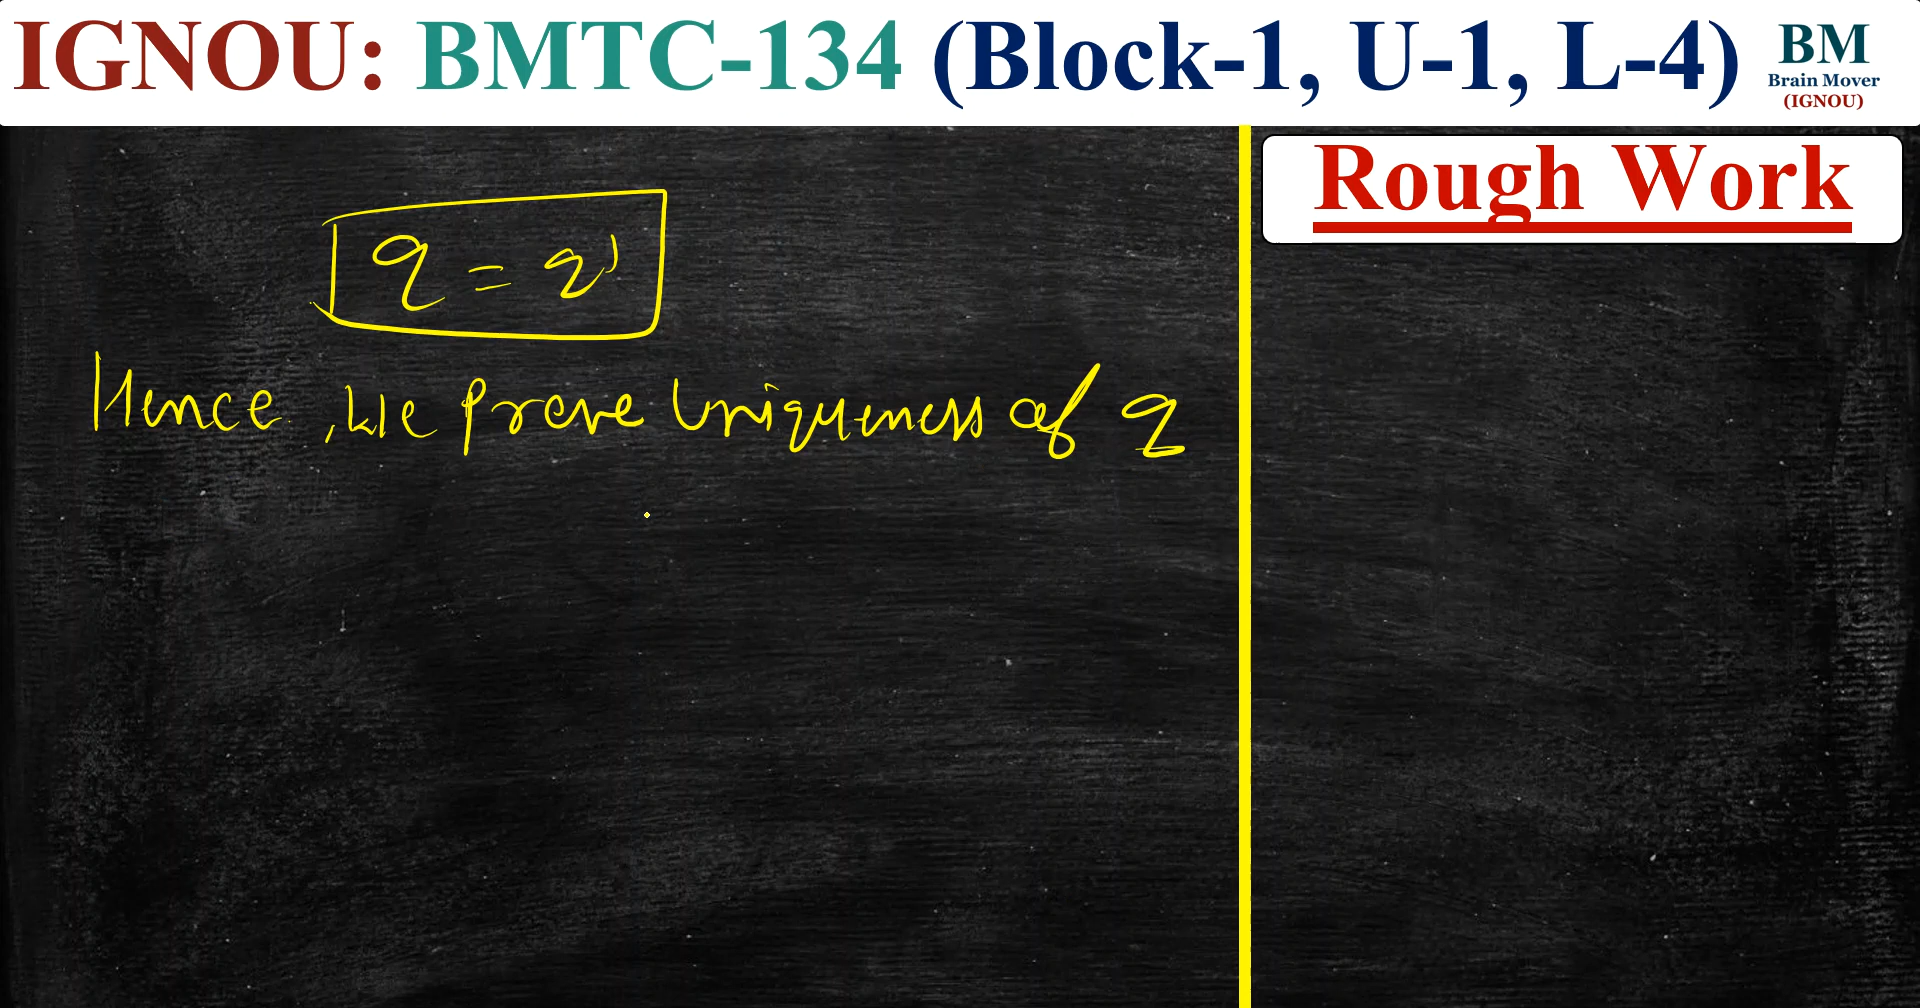 IGNOU: BMTC-134 (Block-1, U-1, L-4)
BM
Brain Mover
(IGNOU)
Rough Work
q = q'
Hence, We prove Uniqueness of q